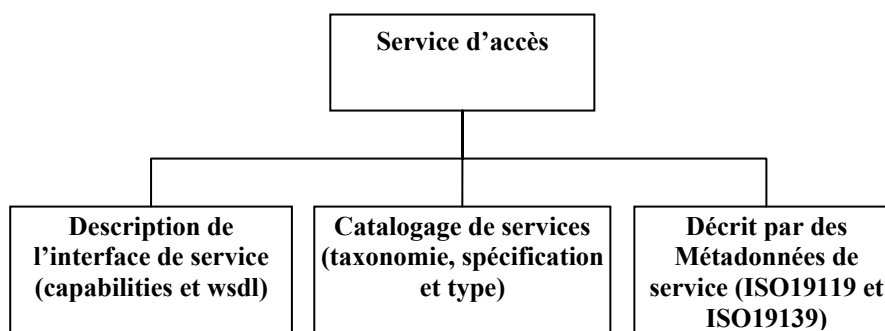 Service d’accès
Description de
l’interface de service
(capabilities et wsdl)
Catalogage de services
(taxonomie, spécification
et type)
Décrit par des
Métadonnées de
service (ISO19119 et
ISO19139)